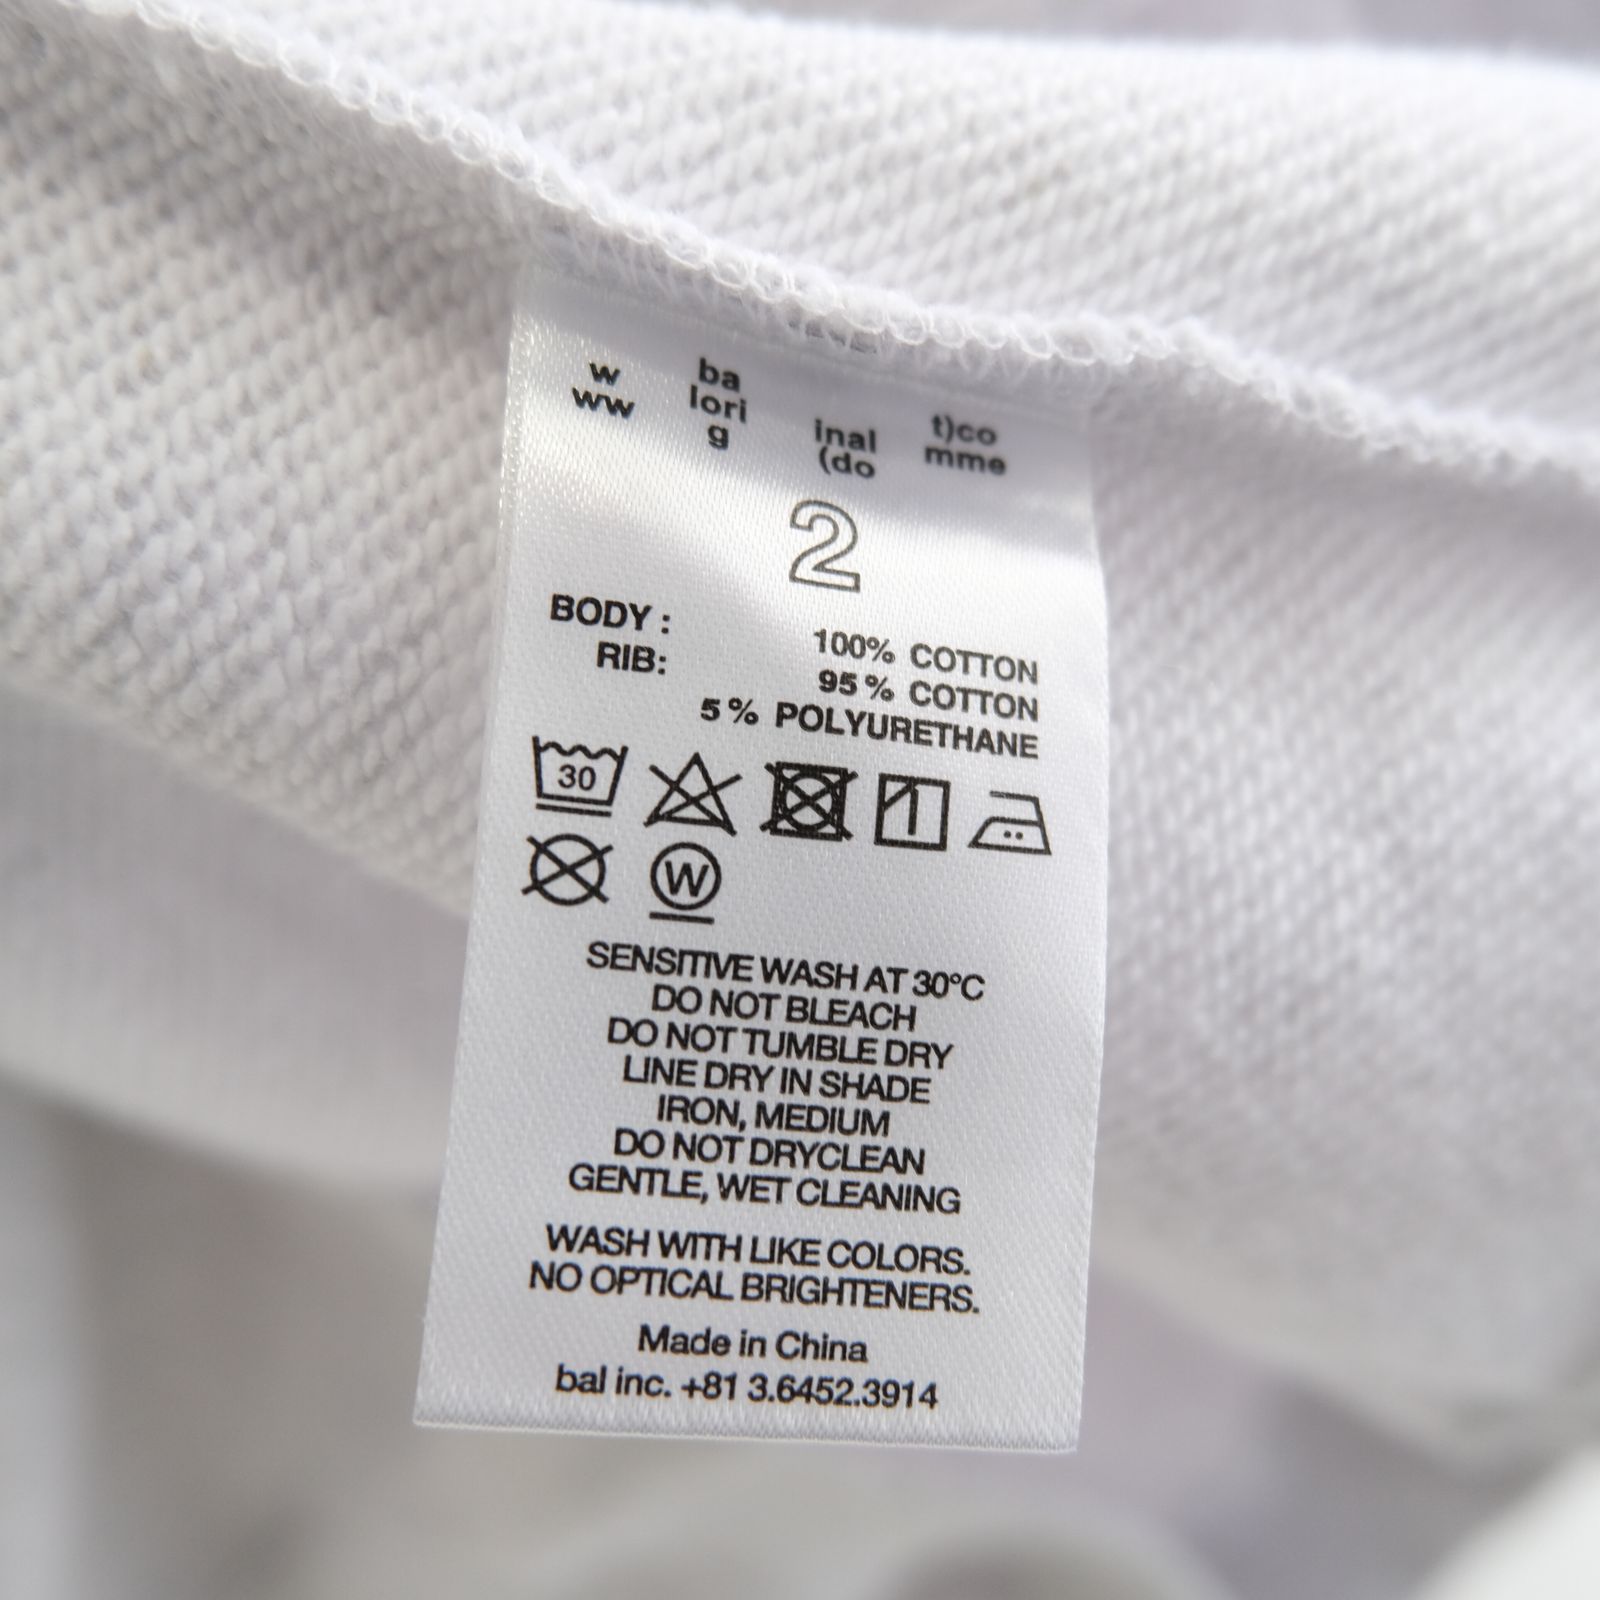 w
ww
ba
lori
g
inal
(do
t)co
mme
2
BODY : 100% COTTON
RIB: 95% COTTON
5% POLYURETHANE
30
W
SENSITIVE WASH AT 30°C
DO NOT BLEACH
DO NOT TUMBLE DRY
LINE DRY IN SHADE
IRON, MEDIUM
DO NOT DRYCLEAN
GENTLE, WET CLEANING
WASH WITH LIKE COLORS.
NO OPTICAL BRIGHTENERS.
Made in China
bal inc. +81 3.6452.3914